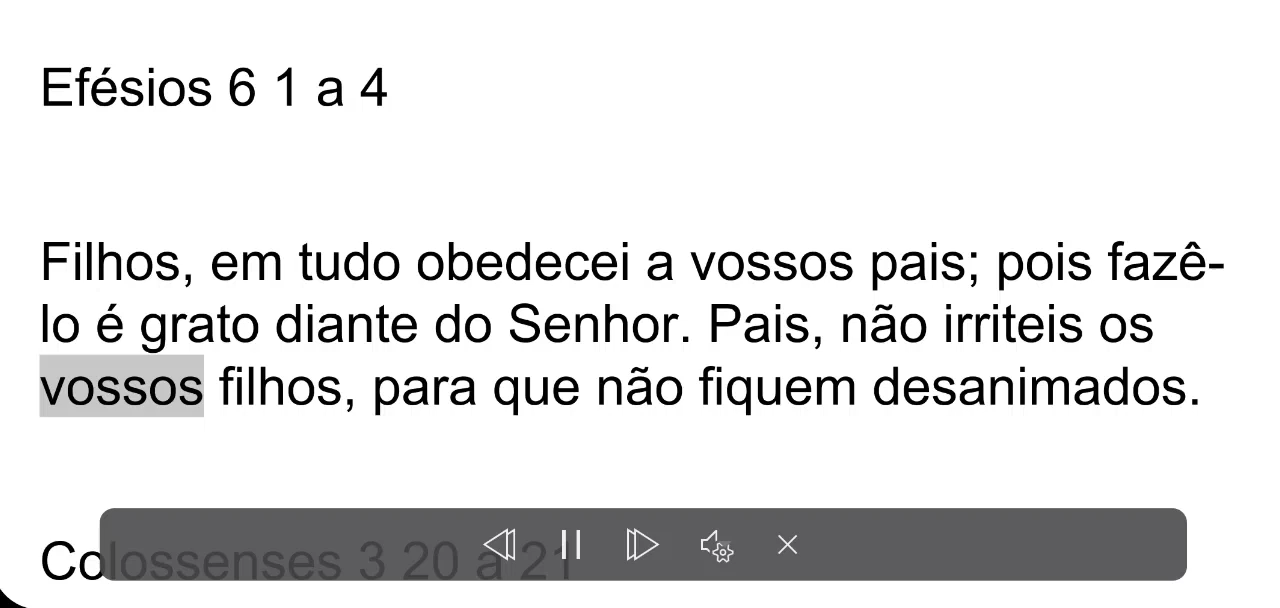 Efésios 6 1 a 4
Filhos, em tudo obedecei a vossos pais; pois fazê-
lo é grato diante do Senhor. Pais, não irriteis os
vossos filhos, para que não fiquem desanimados.
Colossenses 3 20 a 21